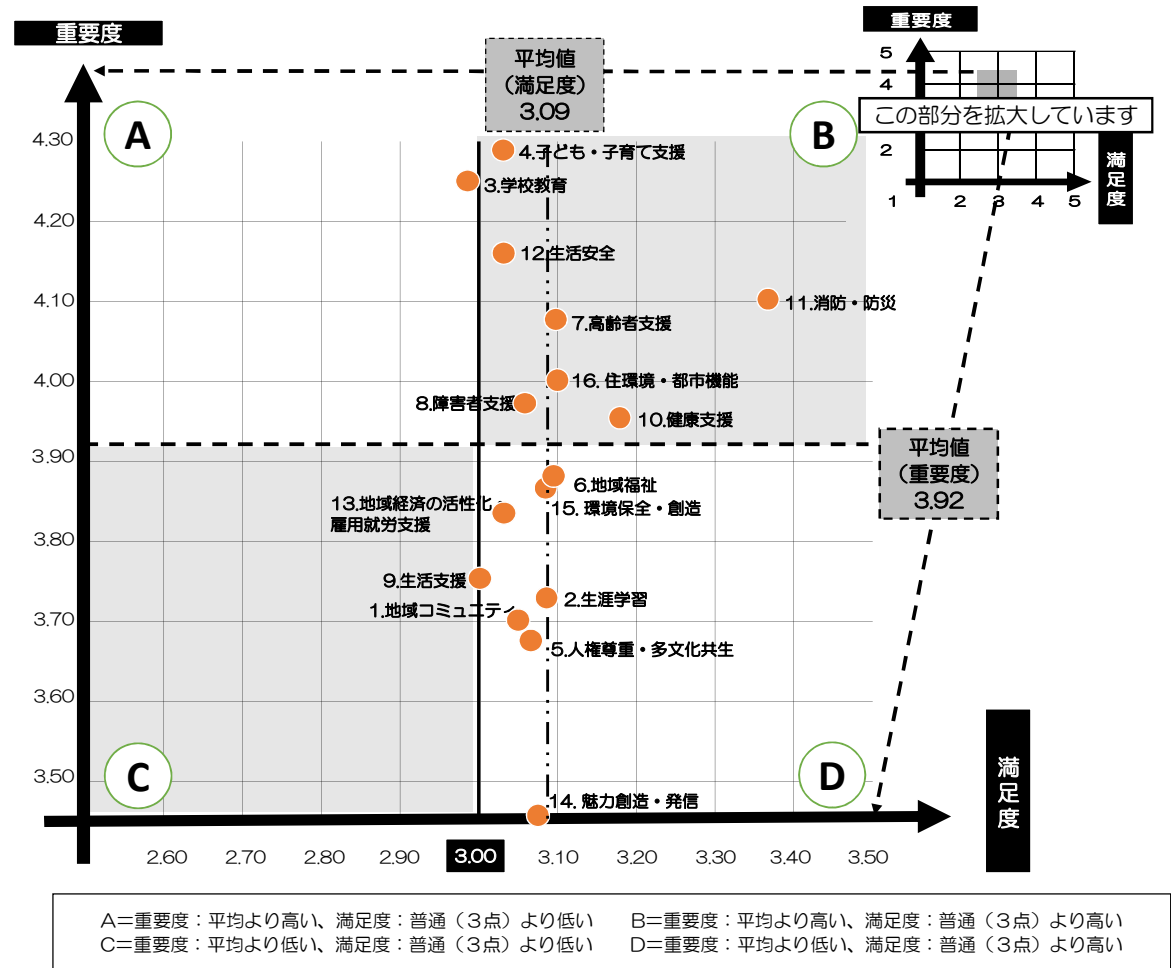 重要度
平均値
（満足度）
3.09
重要度
5
4
この部分を拡大しています
2
1
2
3
4
5
満足度
A
B
4.30
4.子ども・子育て支援
3.学校教育
4.20
12.生活安全
4.10
11.消防・防災
7.高齢者支援
4.00
16. 住環境・都市機能
8.障害者支援
10.健康支援
平均値
（重要度）
3.92
3.90
6.地域福祉
15. 環境保全・創造
13.地域経済の活性化・
雇用就労支援
3.80
9.生活支援
2.生涯学習
1.地域コミュニティ
3.70
5.人権尊重・多文化共生
3.60
C
D
3.50
14. 魅力創造・発信
満足度
2.60
2.70
2.80
2.90
3.00
3.10
3.20
3.30
3.40
3.50
A＝重要度：平均より高い、満足度：普通（３点）より低い　B＝重要度：平均より高い、満足度：普通（３点）より高い
C＝重要度：平均より低い、満足度：普通（３点）より低い　D＝重要度：平均より低い、満足度：普通（３点）より高い